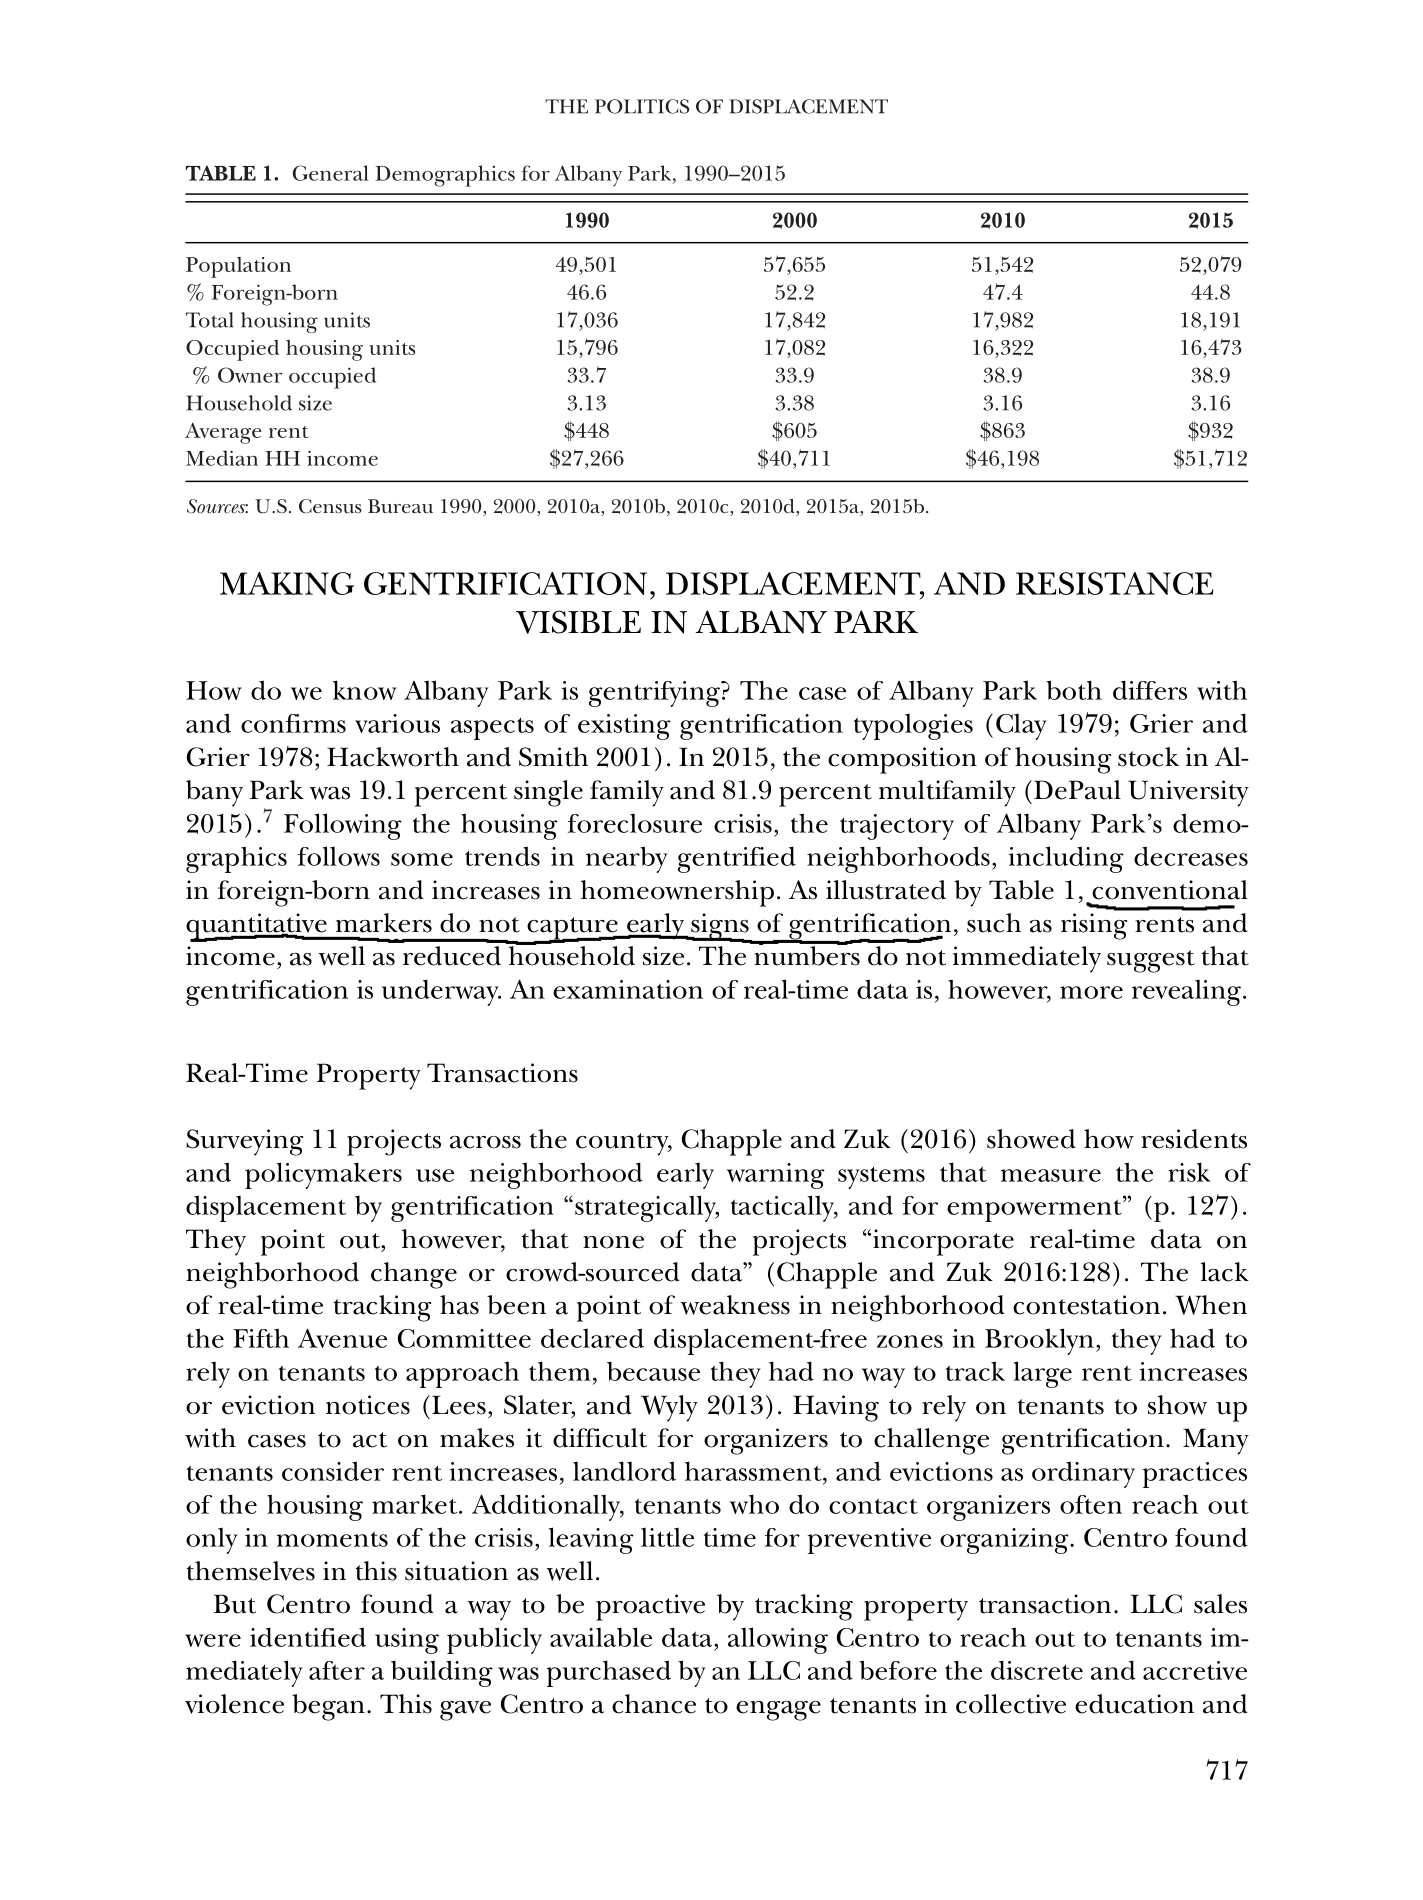 THE POLITICS OF DISPLACEMENT
TABLE 1. General Demographics for Albany Park, 1990–2015
1990 2000 2010 2015
Population 49,501 57,655 51,542 52,079
% Foreign-born 46.6 52.2 47.4 44.8
Total housing units 17,036 17,842 17,982 18,191
Occupied housing units 15,796 17,082 16,322 16,473
% Owner occupied 33.7 33.9 38.9 38.9
Household size 3.13 3.38 3.16 3.16
Average rent $448 $605 $863 $932
Median HH income $27,266 $40,711 $46,198 $51,712
Sources: U.S. Census Bureau 1990, 2000, 2010a, 2010b, 2010c, 2010d, 2015a, 2015b.
MAKING GENTRIFICATION, DISPLACEMENT, AND RESISTANCE
VISIBLE IN ALBANY PARK
How do we know Albany Park is gentrifying? The case of Albany Park both differs with
and confirms various aspects of existing gentrification typologies (Clay 1979; Grier and
Grier 1978; Hackworth and Smith 2001). In 2015, the composition of housing stock in Al-
bany Park was 19.1 percent single family and 81.9 percent multifamily (DePaul University
2015).7 Following the housing foreclosure crisis, the trajectory of Albany Park’s demo-
graphics follows some trends in nearby gentrified neighborhoods, including decreases
in foreign-born and increases in homeownership. As illustrated by Table 1, conventional
quantitative markers do not capture early signs of gentrification, such as rising rents and
income, as well as reduced household size. The numbers do not immediately suggest that
gentrification is underway. An examination of real-time data is, however, more revealing.
Real-Time Property Transactions
Surveying 11 projects across the country, Chapple and Zuk (2016) showed how residents
and policymakers use neighborhood early warning systems that measure the risk of
displacement by gentrification “strategically, tactically, and for empowerment” (p. 127).
They point out, however, that none of the projects “incorporate real-time data on
neighborhood change or crowd-sourced data” (Chapple and Zuk 2016:128). The lack
of real-time tracking has been a point of weakness in neighborhood contestation. When
the Fifth Avenue Committee declared displacement-free zones in Brooklyn, they had to
rely on tenants to approach them, because they had no way to track large rent increases
or eviction notices (Lees, Slater, and Wyly 2013). Having to rely on tenants to show up
with cases to act on makes it difficult for organizers to challenge gentrification. Many
tenants consider rent increases, landlord harassment, and evictions as ordinary practices
of the housing market. Additionally, tenants who do contact organizers often reach out
only in moments of the crisis, leaving little time for preventive organizing. Centro found
themselves in this situation as well.
But Centro found a way to be proactive by tracking property transaction. LLC sales
were identified using publicly available data, allowing Centro to reach out to tenants im-
mediately after a building was purchased by an LLC and before the discrete and accretive
violence began. This gave Centro a chance to engage tenants in collective education and
717